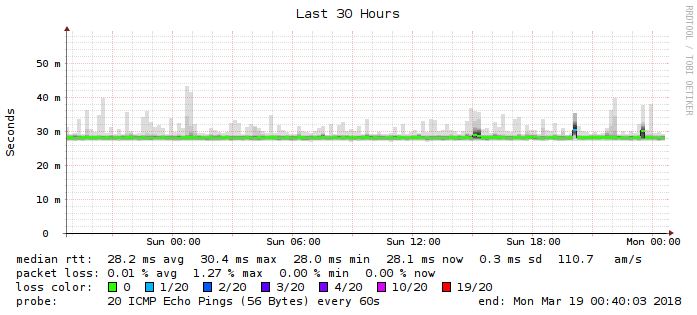 Last 30 Hours
RRDTOOL / TOBI OETIKER
Seconds
50 m
40 m
30 m
20 m
10 m
0
Sun 00:00 Sun 06:00 Sun 12:00 Sun 18:00 Mon 00:00
median rtt: 28.2 ms avg 30.4 ms max 28.0 ms min 28.1 ms now 0.3 ms sd 110.7 am/s
packet loss: 0.01 % avg 1.27 % max 0.00 % min 0.00 % now
loss color: 0 1/20 2/20 3/20 4/20 10/20 19/20
probe: 20 ICMP Echo Pings (56 Bytes) every 60s end: Mon Mar 19 00:40:03 2018